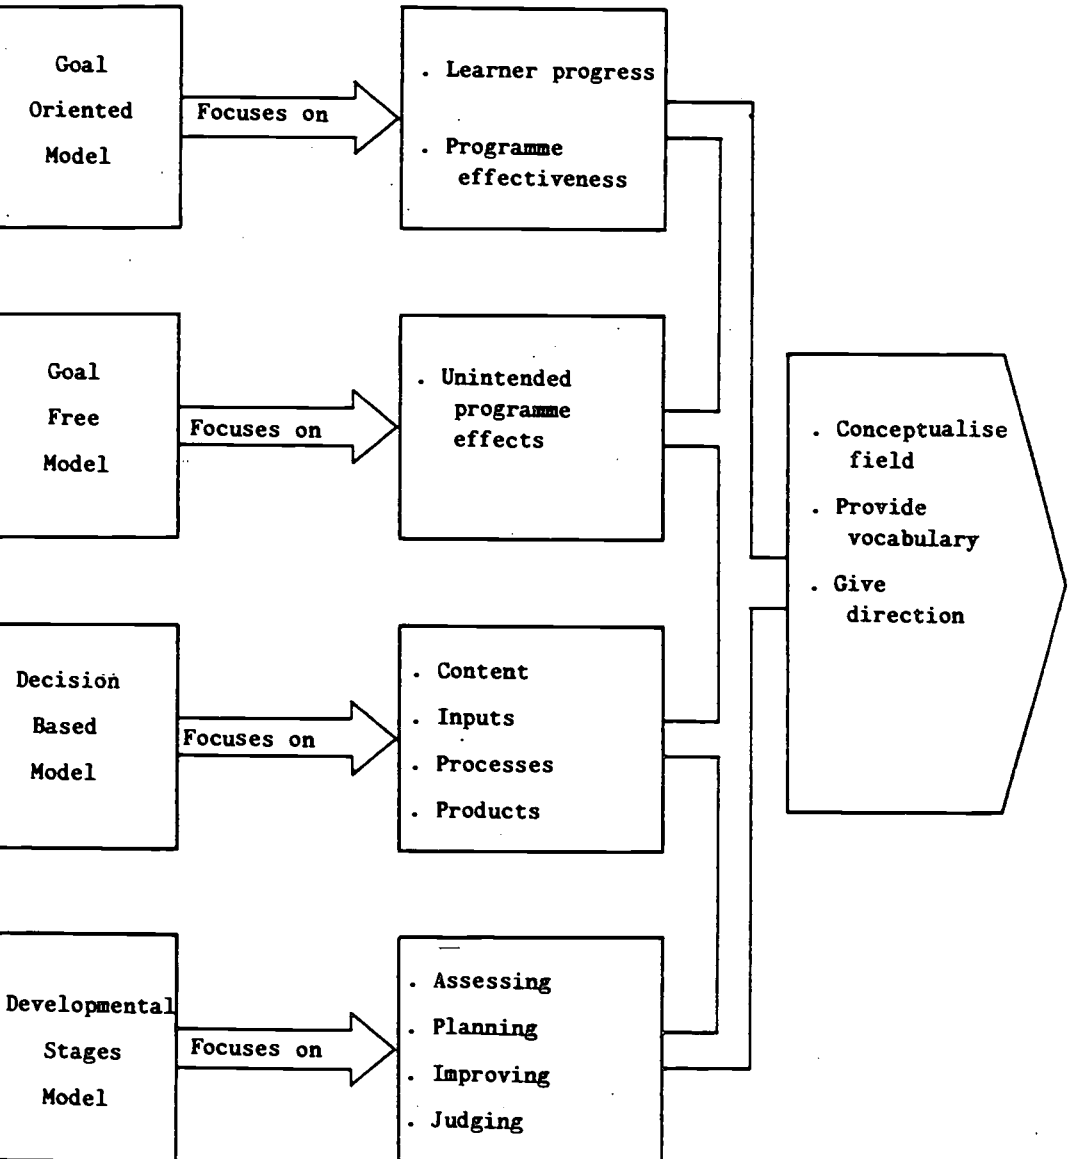 Goal
Oriented
Model
Focuses on
. Learner progress
. Programme
effectiveness
Goal
Free
Model
Focuses on
. Unintended
programme
effects
Decision
Based
Model
Focuses on
. Content
. Inputs
. Processes
. Products
Developmental
Stages
Model
Focuses on
. Assessing
. Planning
. Improving
. Judging
. Conceptualise
field
. Provide
vocabulary
. Give
direction